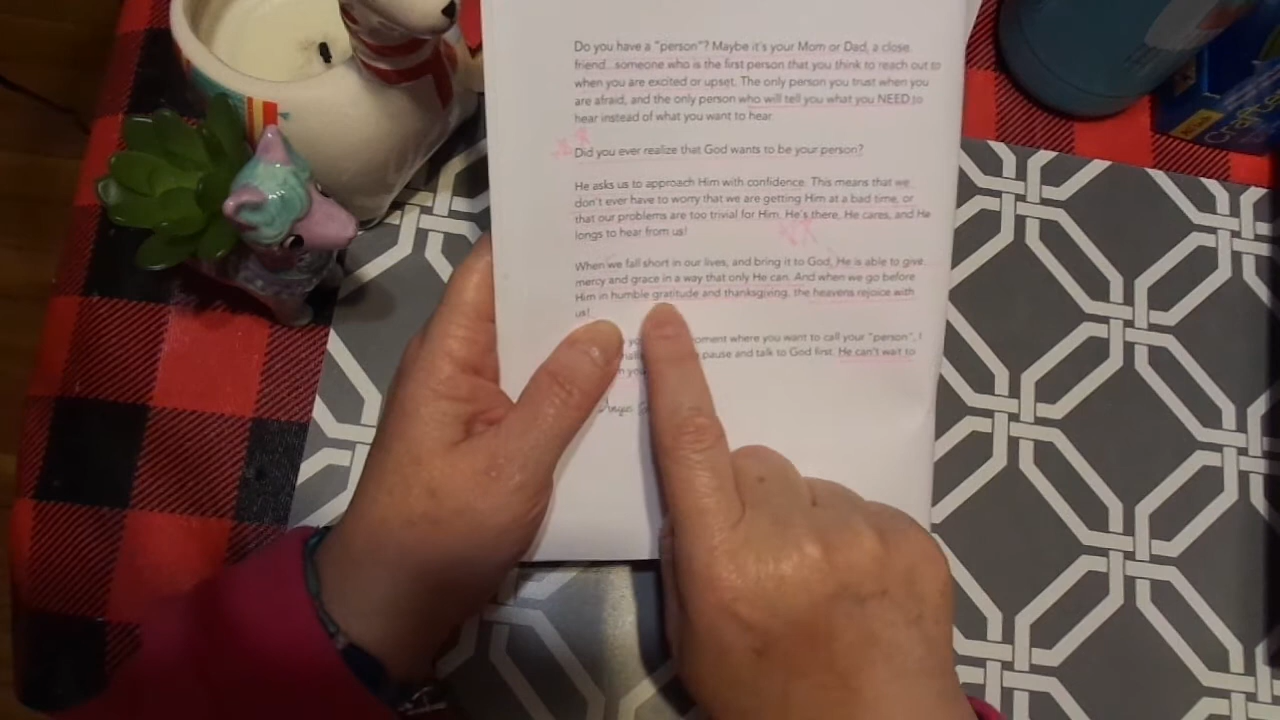 Do you have a "person"? Maybe it's your Mom or Dad, a close
friend...someone who is the first person that you think to reach out to
when you are excited or upset. The only person you trust when you
are afraid, and the only person who will tell you what you NEED to
hear instead of what you want to hear.
Did you ever realize that God wants to be your person?
He asks us to approach Him with confidence. This means that we
don't ever have to worry that we are getting Him at a bad time, or
that our problems are too trivial for Him. He's there, He cares, and He
longs to hear from us!
When we fall short in our lives, and bring it to God, He is able to give
mercy and grace in a way that only He can. And when we go before
Him in humble gratitude and thanksgiving, the heavens rejoice with
us!
moment where you want to call your "person", I
pause and talk to God first. He can't wait to
Angie